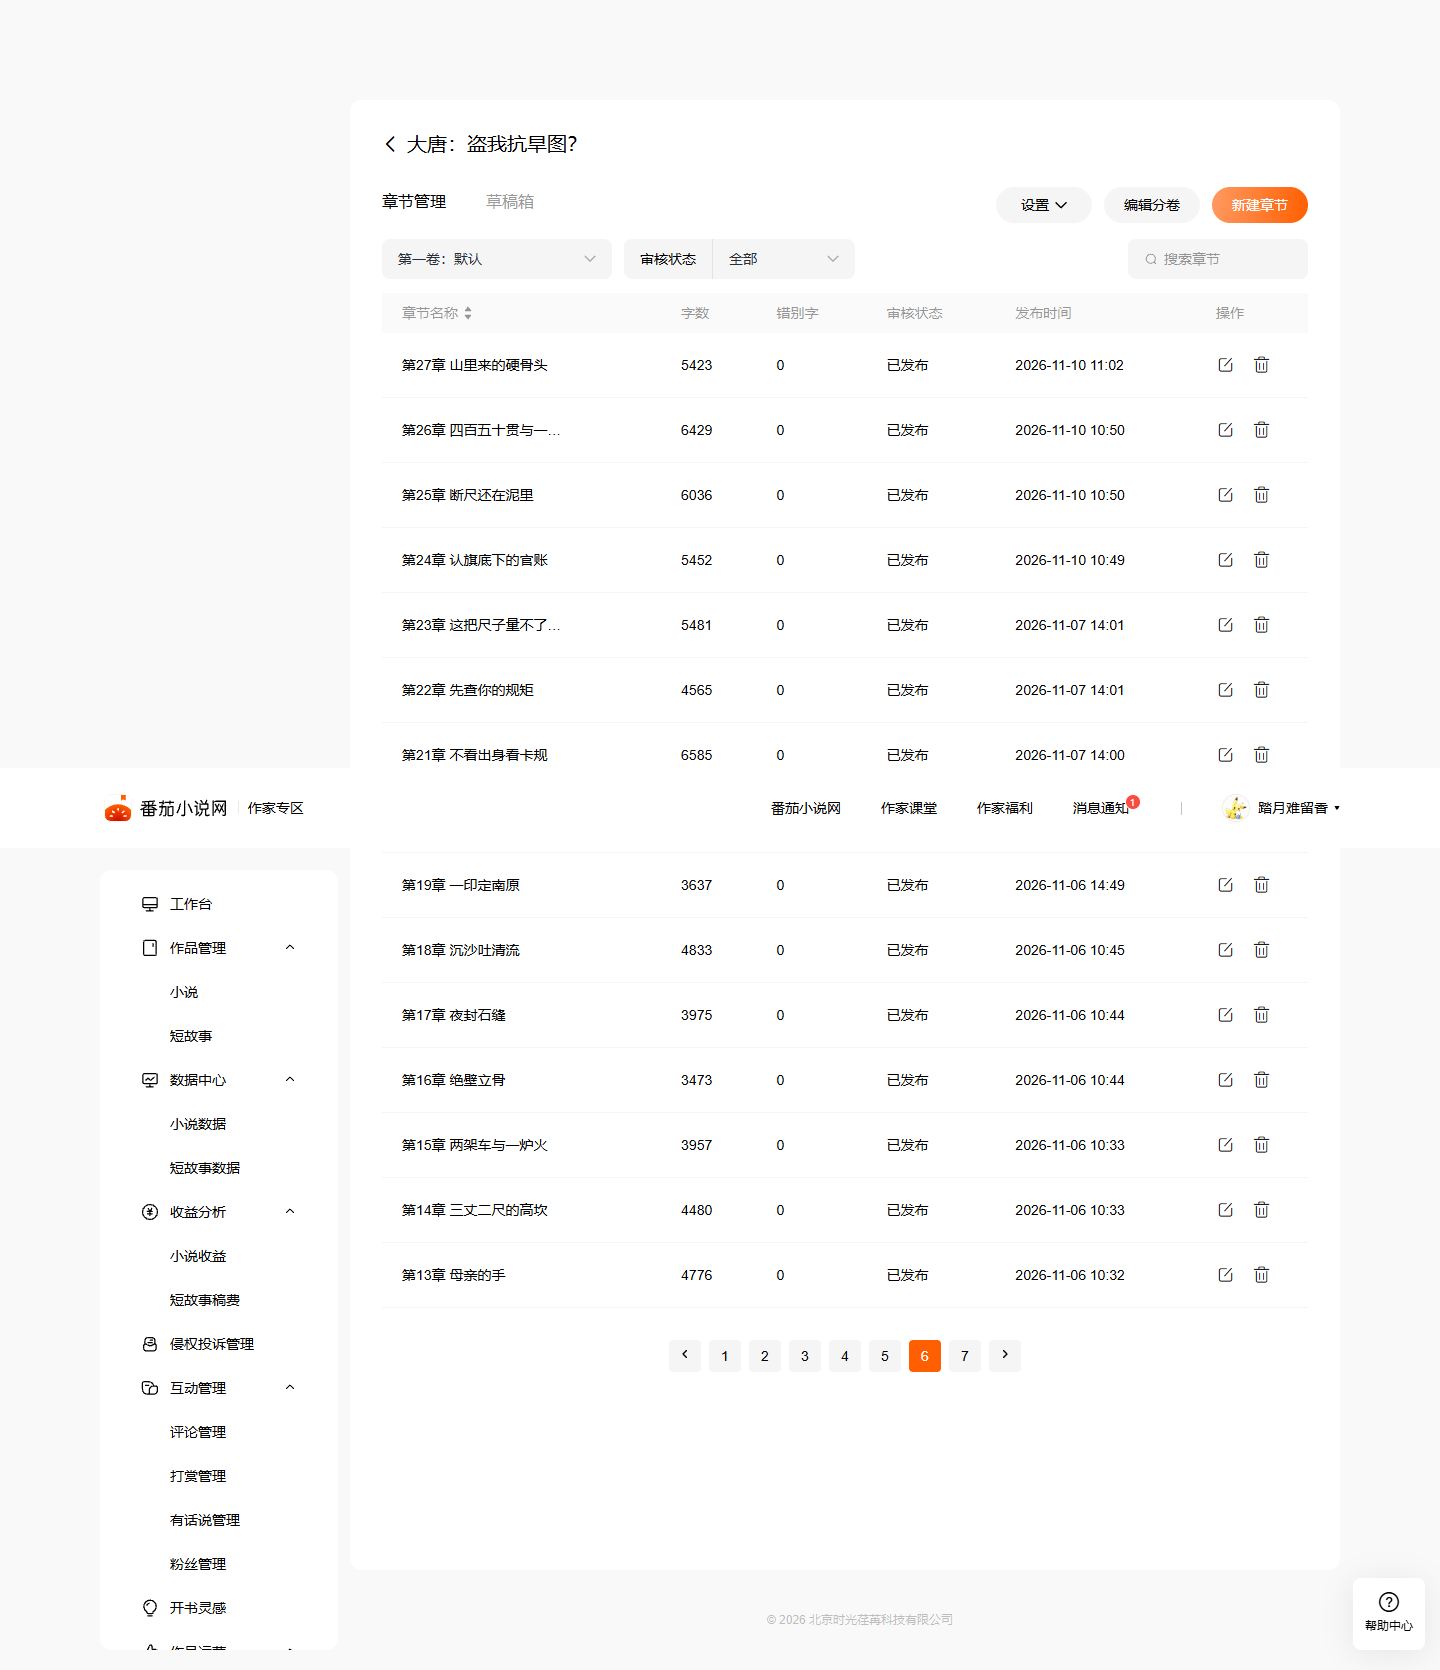 大唐：盗我抗旱图？
章节管理 草稿箱 设置 编辑分卷 新建章节
第一卷：默认 审核状态 全部 搜索章节
章节名称 字数 错别字 审核状态 发布时间 操作
第27章 山里来的硬骨头 5423 0 已发布 2026-11-10 11:02
第26章 四百五十贯与一... 6429 0 已发布 2026-11-10 10:50
第25章 断尺还在泥里 6036 0 已发布 2026-11-10 10:50
第24章 认旗底下的官账 5452 0 已发布 2026-11-10 10:49
第23章 这把尺子量不了... 5481 0 已发布 2026-11-07 14:01
第22章 先查你的规矩 4565 0 已发布 2026-11-07 14:01
第21章 不看出身看卡规 6585 0 已发布 2026-11-07 14:00
番茄小说网 作家专区 番茄小说网 作家课堂 作家福利 消息通知 1 踏月难留香
第19章 一印定南原 3637 0 已发布 2026-11-06 14:49
第18章 沉沙吐清流 4833 0 已发布 2026-11-06 10:45
第17章 夜封石缝 3975 0 已发布 2026-11-06 10:44
第16章 绝壁立骨 3473 0 已发布 2026-11-06 10:44
第15章 两架车与一炉火 3957 0 已发布 2026-11-06 10:33
第14章 三丈二尺的高坎 4480 0 已发布 2026-11-06 10:33
第13章 母亲的手 4776 0 已发布 2026-11-06 10:32
1 2 3 4 5 6 7
工作台
作品管理
小说
短故事
数据中心
小说数据
短故事数据
收益分析
小说收益
短故事稿费
侵权投诉管理
互动管理
评论管理
打赏管理
有话说管理
粉丝管理
开书灵感
© 2026 北京时光荏苒科技有限公司
帮助中心